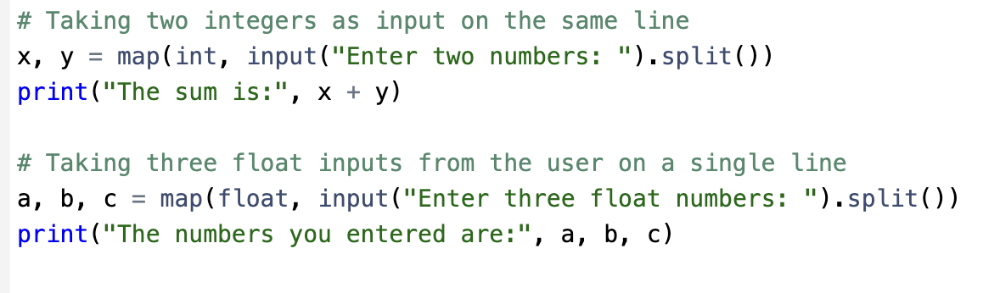 # Taking two integers as input on the same line
x, y = map(int, input("Enter two numbers: ").split())
print("The sum is:", x + y)
# Taking three float inputs from the user on a single line
a, b, c = map(float, input("Enter three float numbers: ").split())
print("The numbers you entered are:", a, b, c)